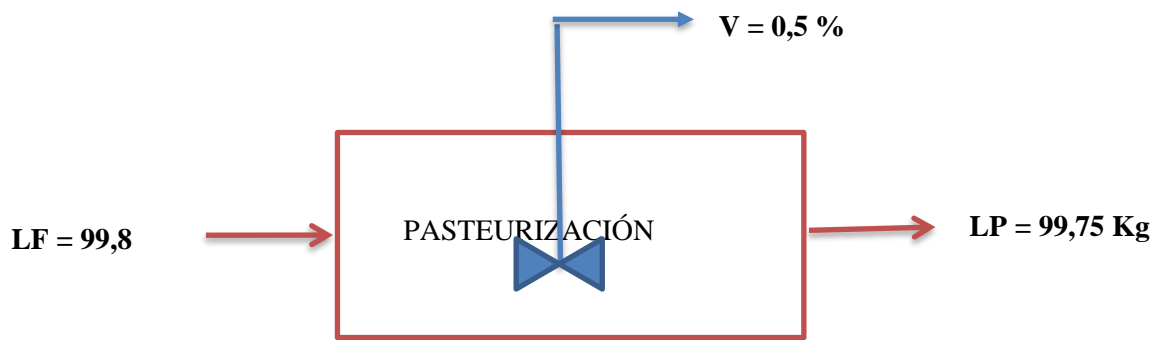 V = 0,5 %
PASTEURIZACIÓN
LF = 99,8
LP = 99,75 Kg